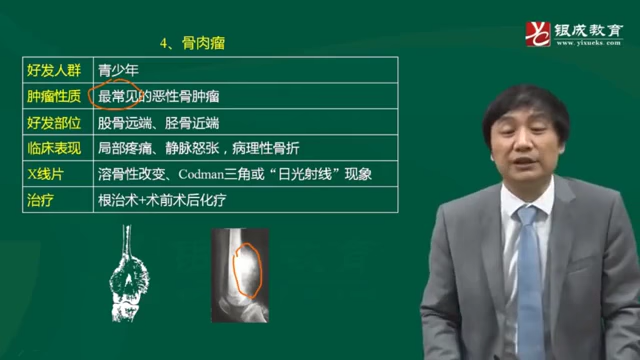 4、骨肉瘤
银成教育
www.yixueks.com
好发人群 青少年
肿瘤性质 最常见的恶性骨肿瘤
好发部位 股骨远端、胫骨近端
临床表现 局部疼痛、静脉怒张，病理性骨折
X线片 溶骨性改变、Codman三角或“日光射线”现象
治疗 根治术+术前术后化疗